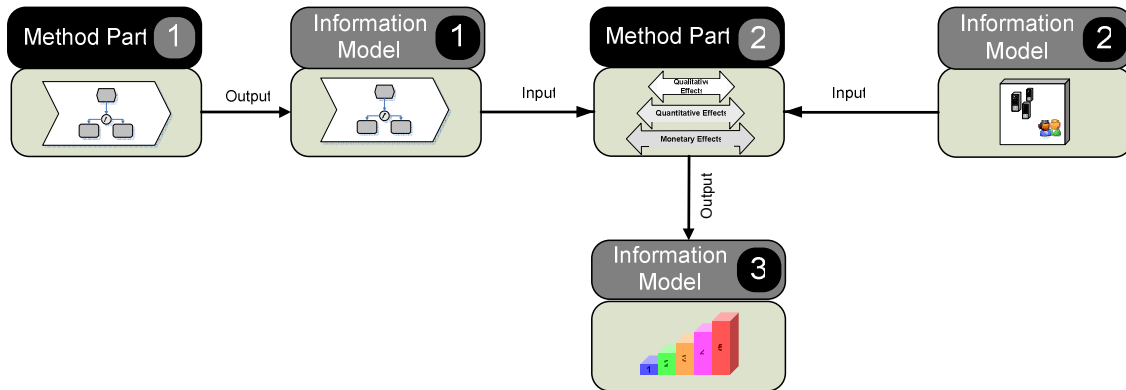 Method Part 1
Information
Model 1
Method Part 2
Information
Model 2
Output
Input
Input
Qualitative
Effects
Quantitative Effects
Monetary Effects
Output
Information
Model 3
1